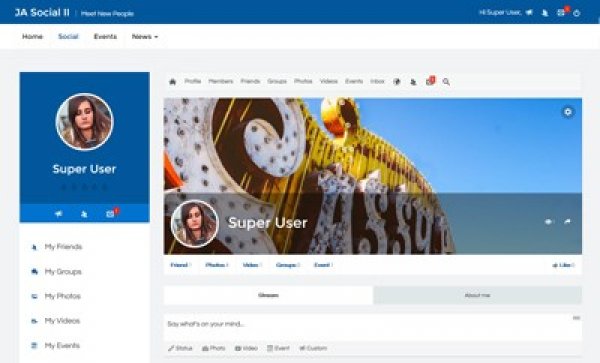 JA Social II | Meet New People
Hi Super User,
Home Social Events News
Profile Members Friends Groups Photos Videos Events Inbox
Super User
Super User
Friend Photos Video Groups Event
Like
My Friends
My Groups
My Photos
My Videos
My Events
Stream About me
Say what's on your mind...
Status Photo Video Event Custom